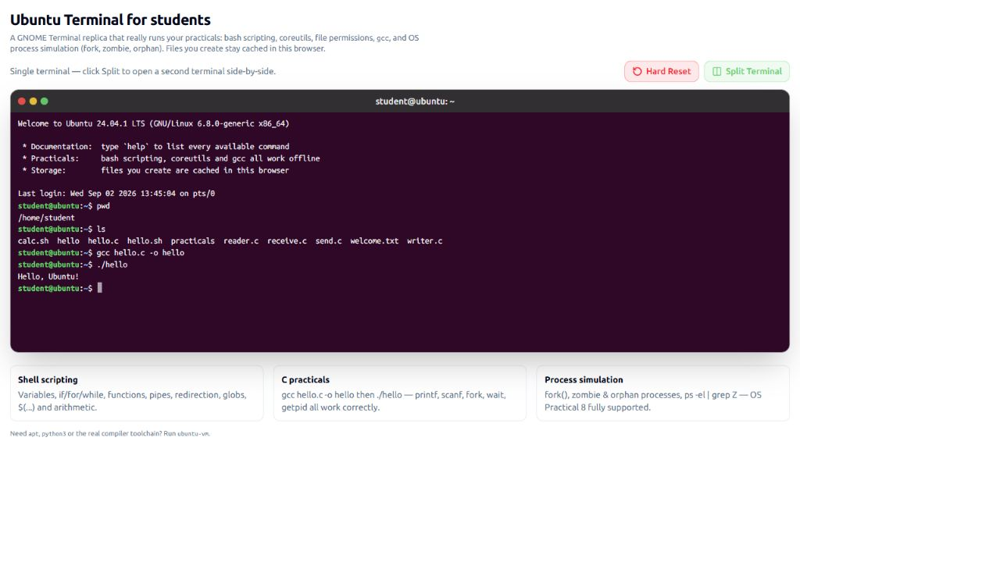 Ubuntu Terminal for students
A GNOME Terminal replica that really runs your practicals: bash scripting, coreutils, file permissions, gcc, and OS
process simulation (fork, zombie, orphan). Files you create stay cached in this browser.
Single terminal — click Split to open a second terminal side-by-side.
Hard Reset
Split Terminal
student@ubuntu: ~
Welcome to Ubuntu 24.04.1 LTS (GNU/Linux 6.8.0-generic x86_64)
* Documentation:  type `help` to list every available command
* Practicals:     bash scripting, coreutils and gcc all work offline
* Storage:        files you create are cached in this browser
Last login: Wed Sep 02 2026 13:45:04 on pts/0
student@ubuntu:~$ pwd
/home/student
student@ubuntu:~$ ls
calc.sh  hello  hello.c  hello.sh  practicals  reader.c  receive.c  send.c  welcome.txt  writer.c
student@ubuntu:~$ gcc hello.c -o hello
student@ubuntu:~$ ./hello
Hello, Ubuntu!
student@ubuntu:~$
Shell scripting
Variables, if/for/while, functions, pipes, redirection, globs,
$(...) and arithmetic.
C practicals
gcc hello.c -o hello then ./hello — printf, scanf, fork, wait,
getpid all work correctly.
Process simulation
fork(), zombie & orphan processes, ps -el | grep Z — OS
Practical 8 fully supported.
Need apt, python3 or the real compiler toolchain? Run ubuntu-vm.